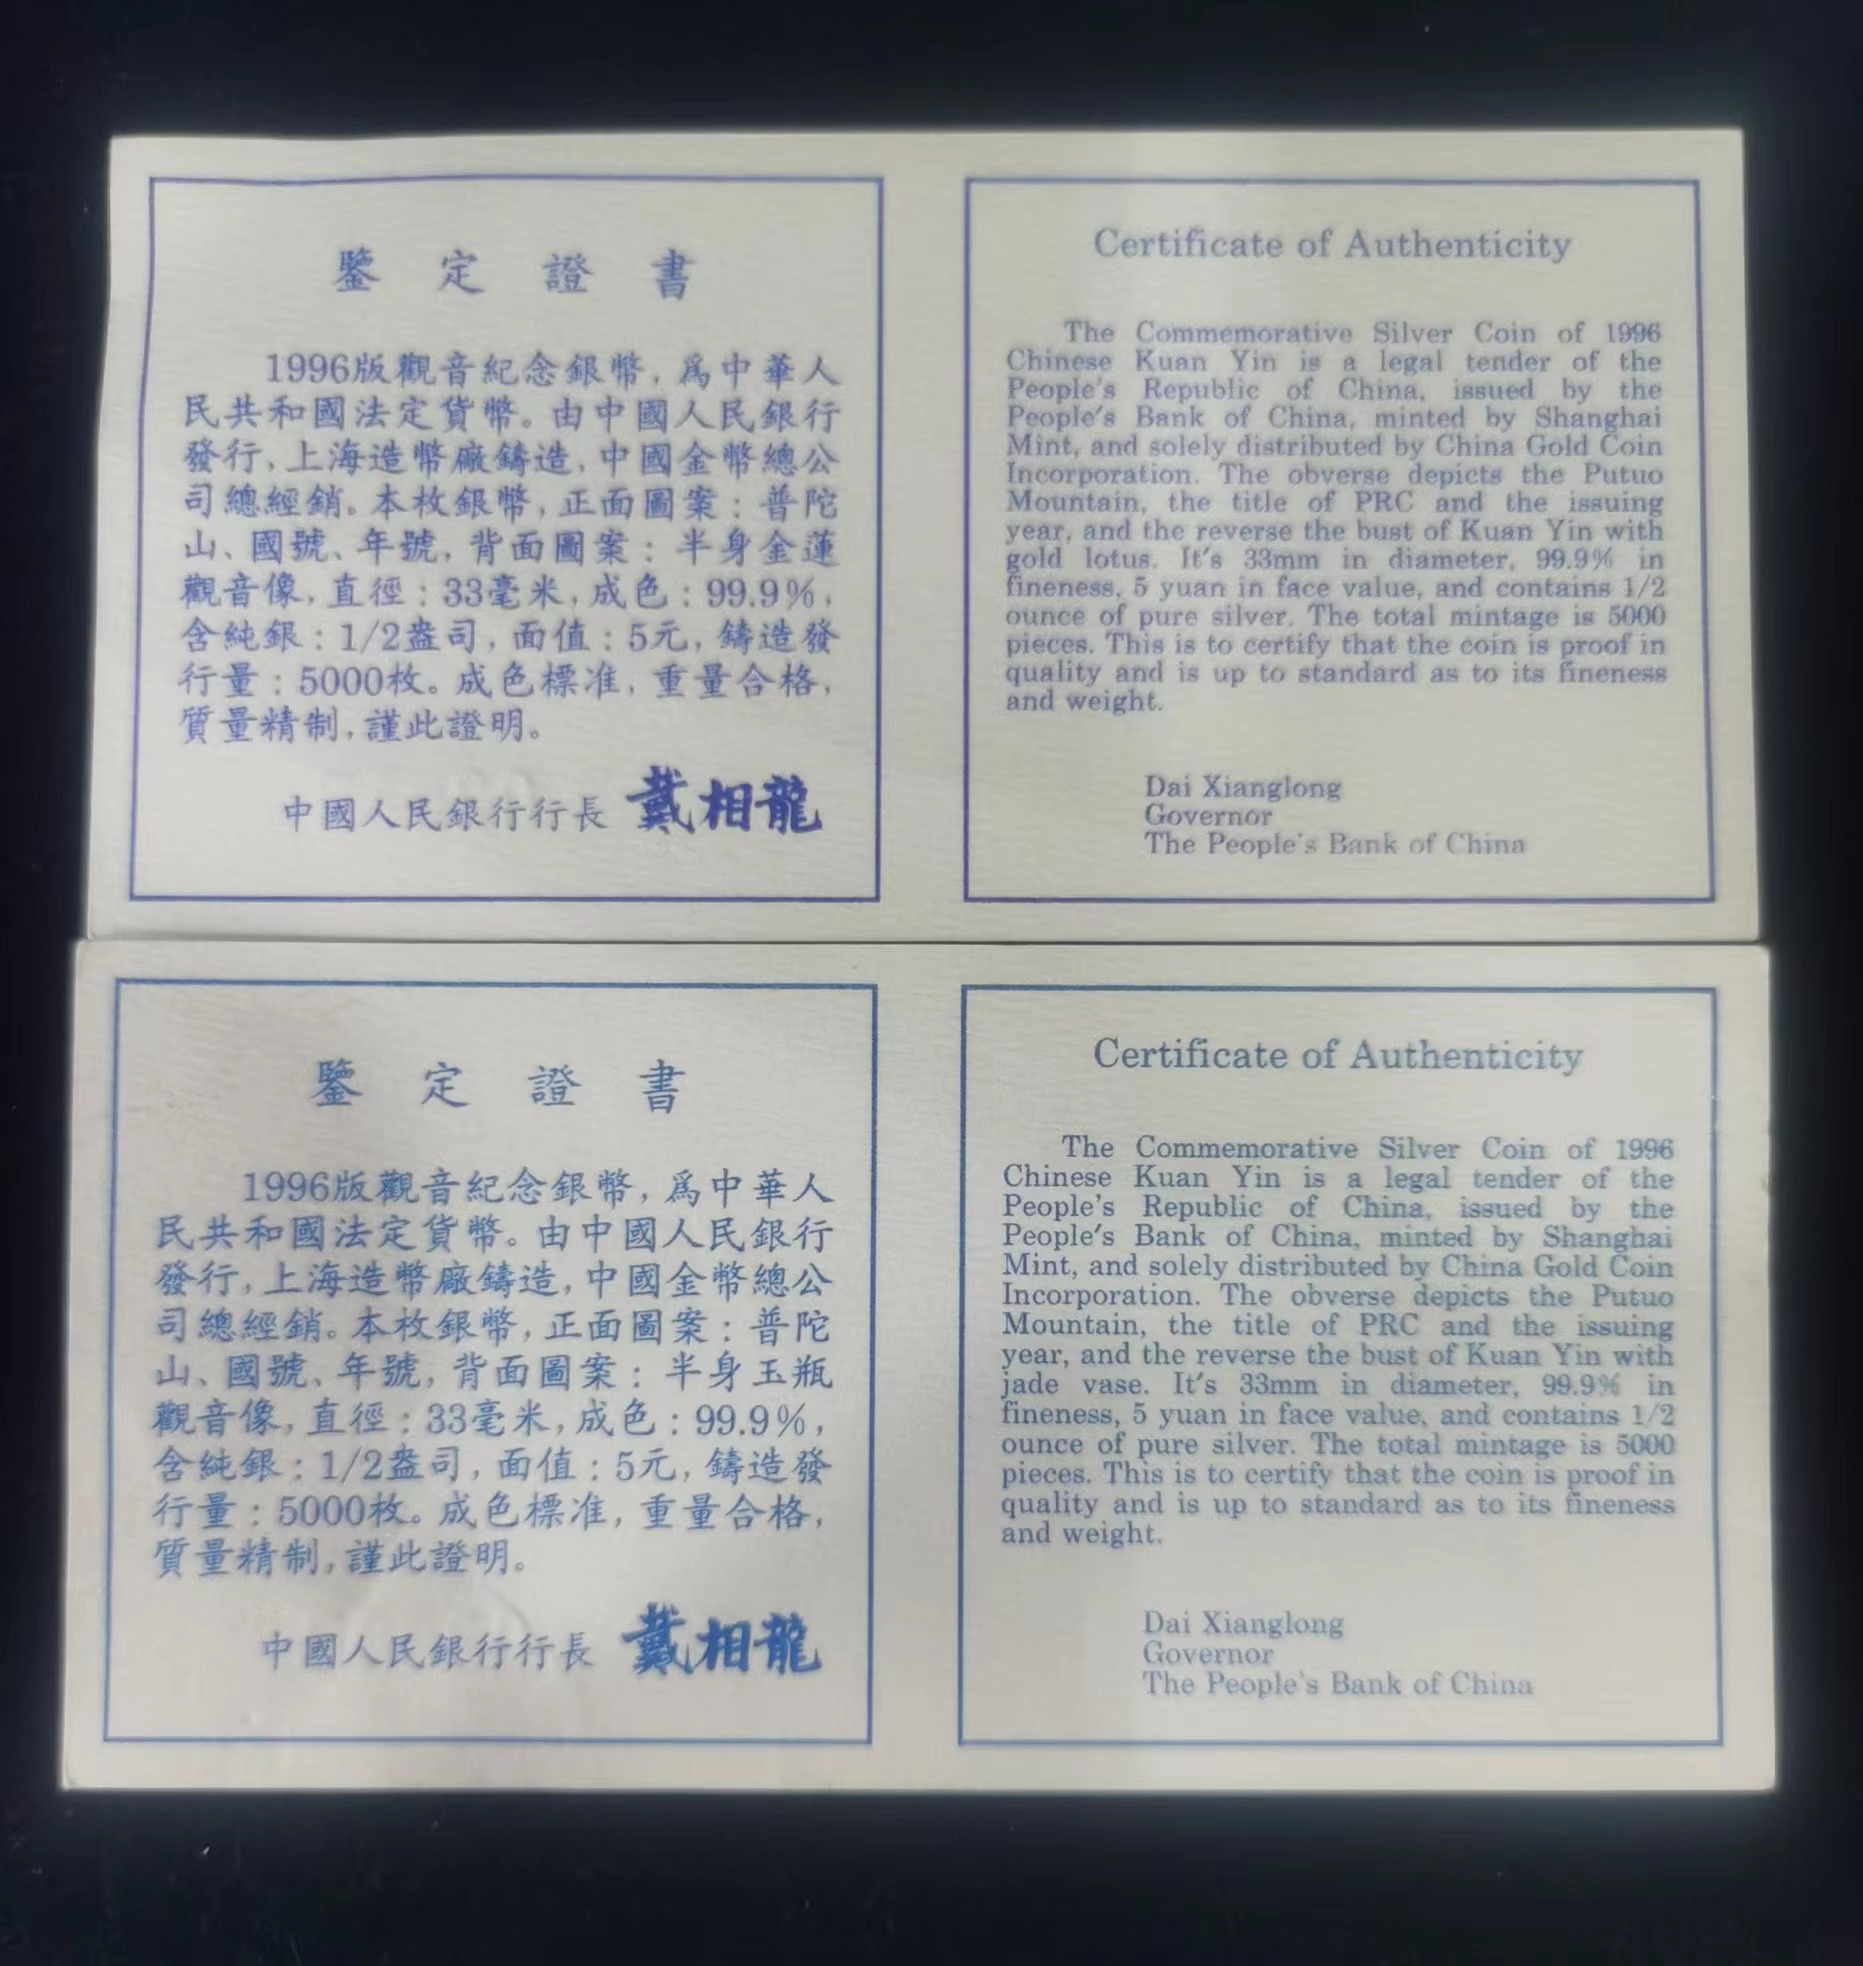 鑒定證書
1996版觀音紀念銀幣，爲中華人
民共和國法定貨幣。由中國人民銀行
發行，上海造幣廠鑄造，中國金幣總公
司總經銷。本枚銀幣，正面圖案：普陀
山、國號、年號，背面圖案：半身金蓮
觀音像，直徑：33毫米，成色：99.9%，
含純銀：1/2盎司，面值：5元，鑄造發
行量：5000枚。成色標准，重量合格，
質量精制，謹此證明。
中國人民銀行行長 戴相龍
Certificate of Authenticity
The Commemorative Silver Coin of 1996
Chinese Kuan Yin is a legal tender of the
People's Republic of China, issued by the
People's Bank of China, minted by Shanghai
Mint, and solely distributed by China Gold Coin
Incorporation. The obverse depicts the Putuo
Mountain, the title of PRC and the issuing
year, and the reverse the bust of Kuan Yin with
gold lotus. It's 33mm in diameter, 99.9% in
fineness, 5 yuan in face value, and contains 1/2
ounce of pure silver. The total mintage is 5000
pieces. This is to certify that the coin is proof in
quality and is up to standard as to its fineness
and weight.
Dai Xianglong
Governor
The People's Bank of China
鑒定證書
1996版觀音紀念銀幣，爲中華人
民共和國法定貨幣。由中國人民銀行
發行，上海造幣廠鑄造，中國金幣總公
司總經銷。本枚銀幣，正面圖案：普陀
山、國號、年號，背面圖案：半身玉瓶
觀音像，直徑：33毫米，成色：99.9%，
含純銀：1/2盎司，面值：5元，鑄造發
行量：5000枚。成色標准，重量合格，
質量精制，謹此證明。
中國人民銀行行長 戴相龍
Certificate of Authenticity
The Commemorative Silver Coin of 1996
Chinese Kuan Yin is a legal tender of the
People's Republic of China, issued by the
People's Bank of China, minted by Shanghai
Mint, and solely distributed by China Gold Coin
Incorporation. The obverse depicts the Putuo
Mountain, the title of PRC and the issuing
year, and the reverse the bust of Kuan Yin with
jade vase. It's 33mm in diameter, 99.9% in
fineness, 5 yuan in face value, and contains 1/2
ounce of pure silver. The total mintage is 5000
pieces. This is to certify that the coin is proof in
quality and is up to standard as to its fineness
and weight.
Dai Xianglong
Governor
The People's Bank of China